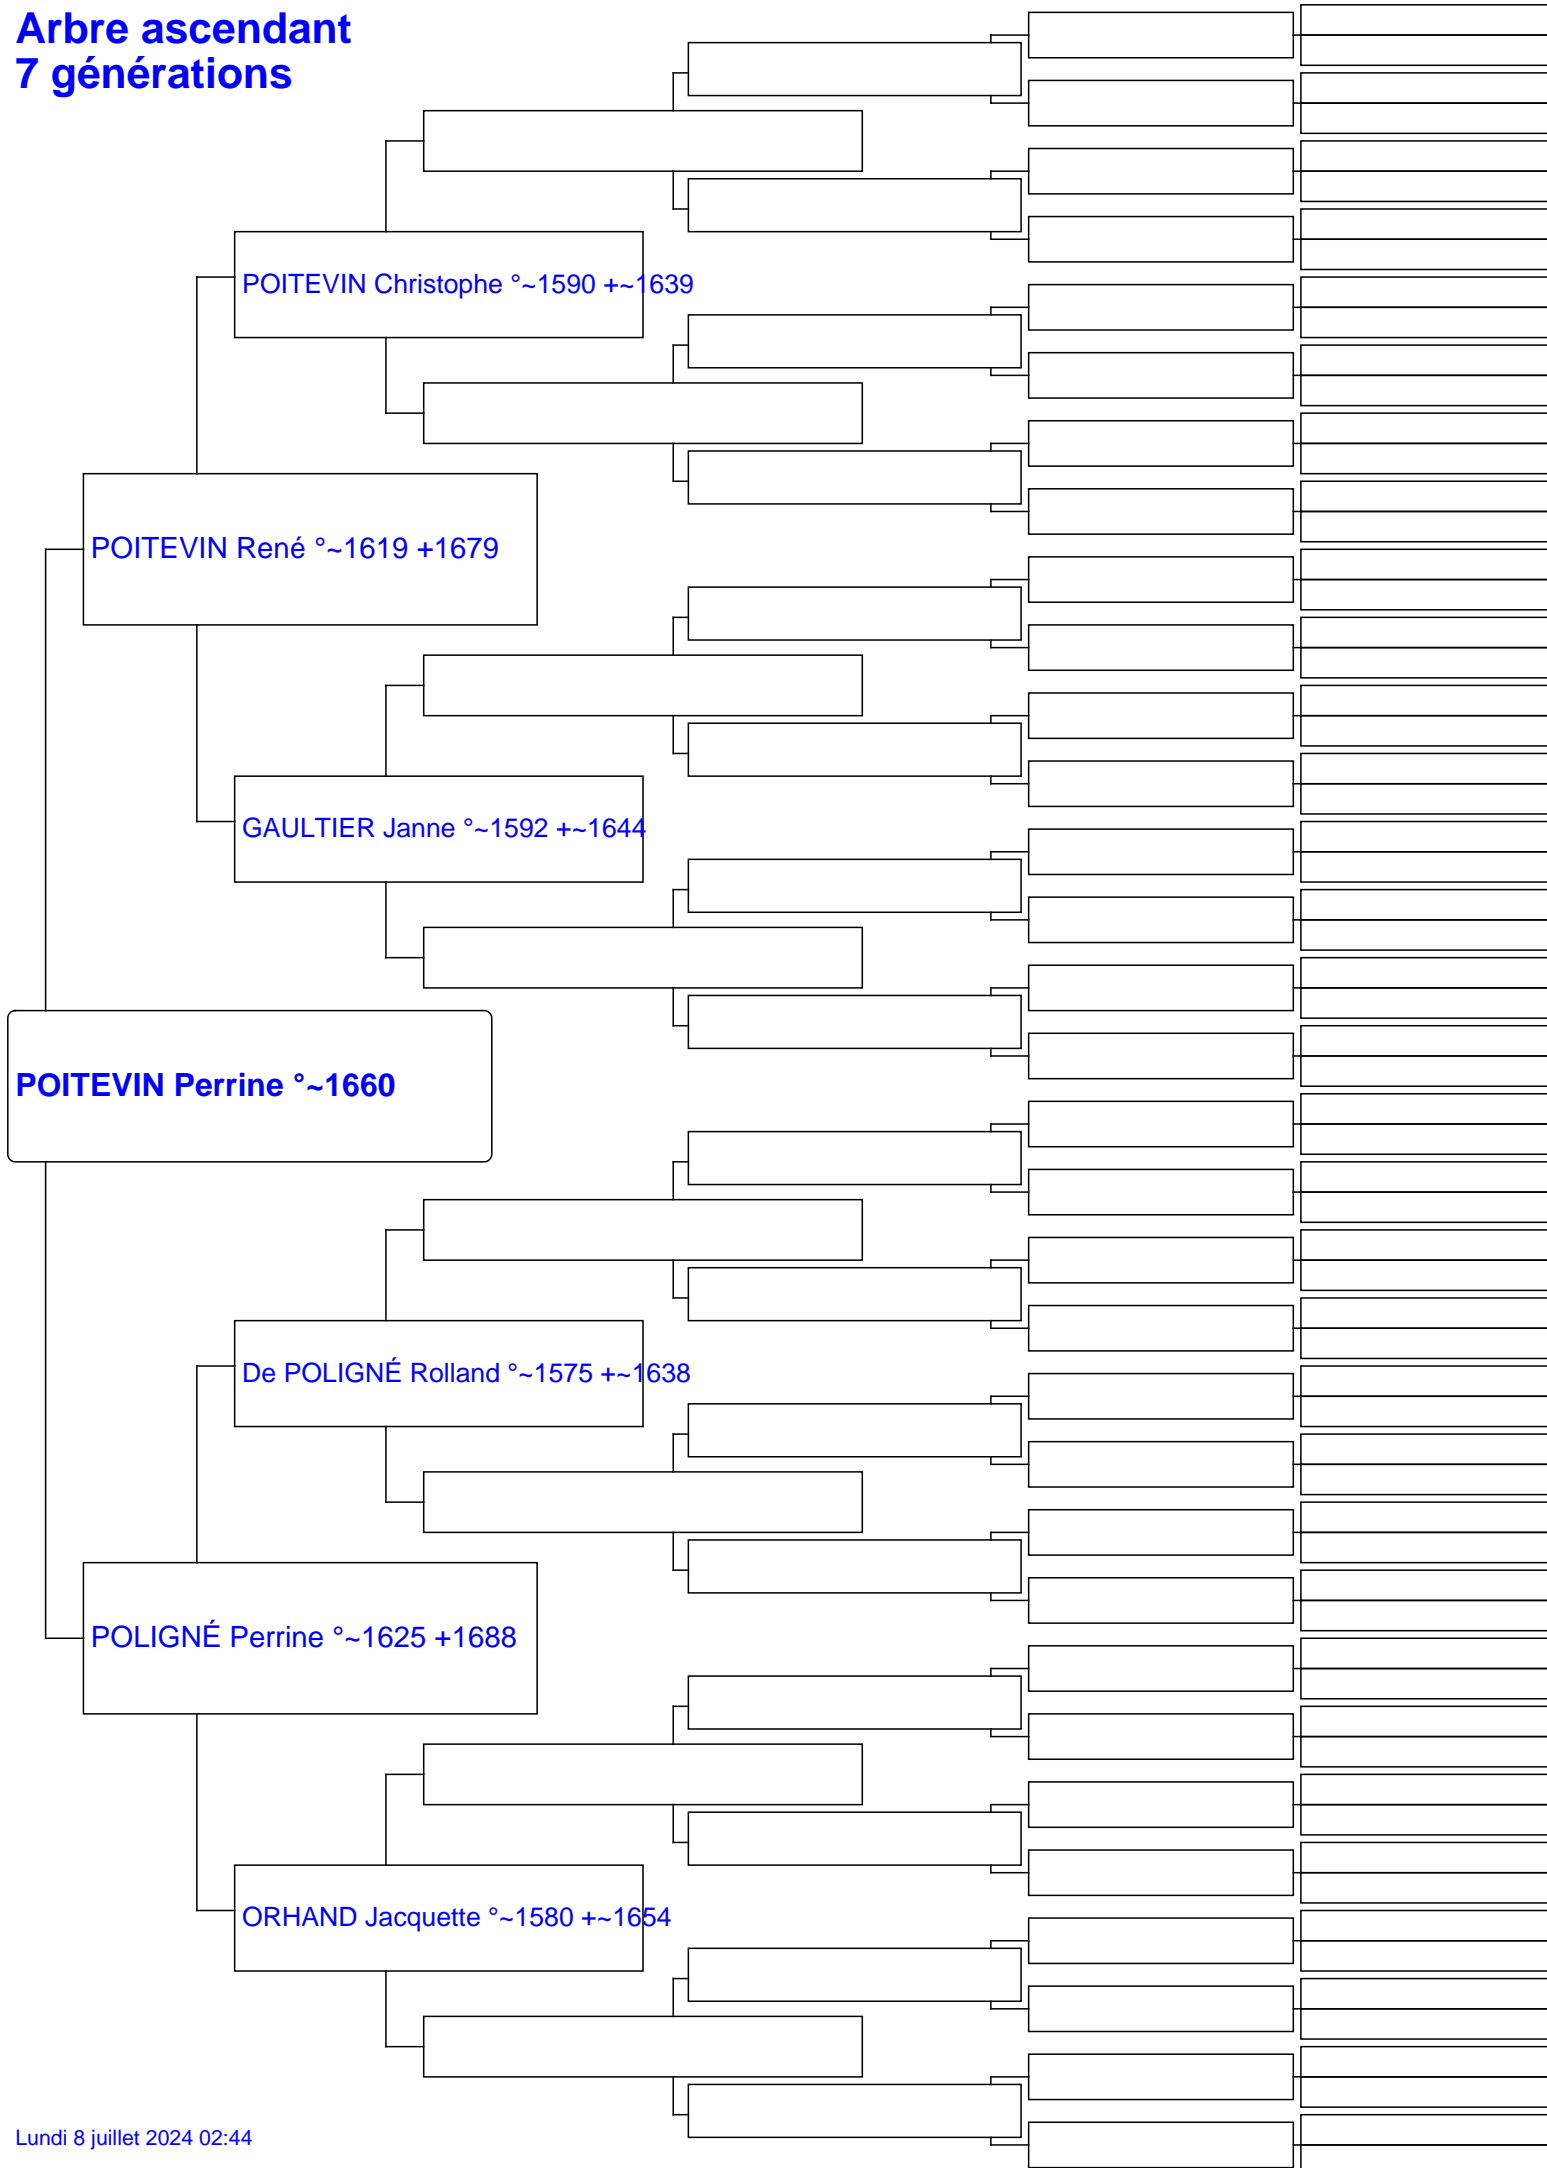 Arbre ascendant
7 générations
POITEVIN Christophe °~1590 +~1639
POITEVIN René °~1619 +1679
GAULTIER Janne °~1592 +~1644
POITEVIN Perrine °~1660
De POLIGNÉ Rolland °~1575 +~1638
POLIGNÉ Perrine °~1625 +1688
ORHAND Jacquette °~1580 +~1654
Lundi 8 juillet 2024 02:44